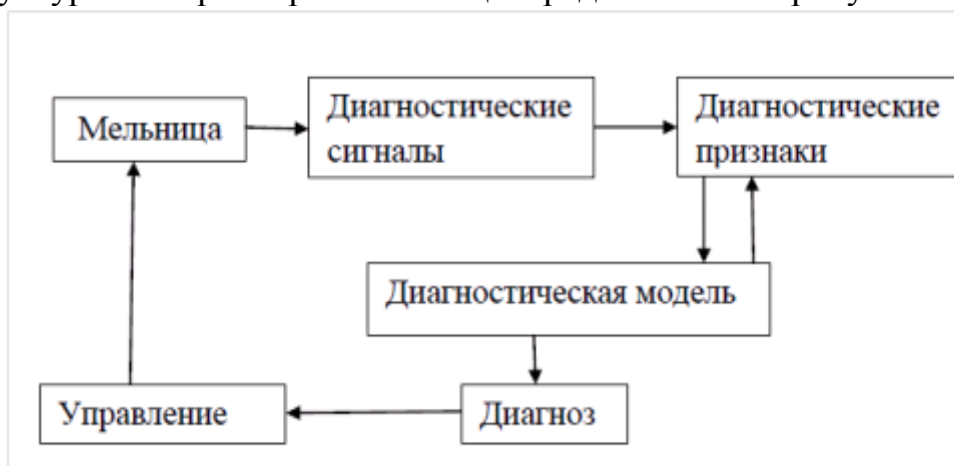 Мельница
Диагностические
сигналы
Диагностические
признаки
Диагностическая модель
Управление
Диагноз